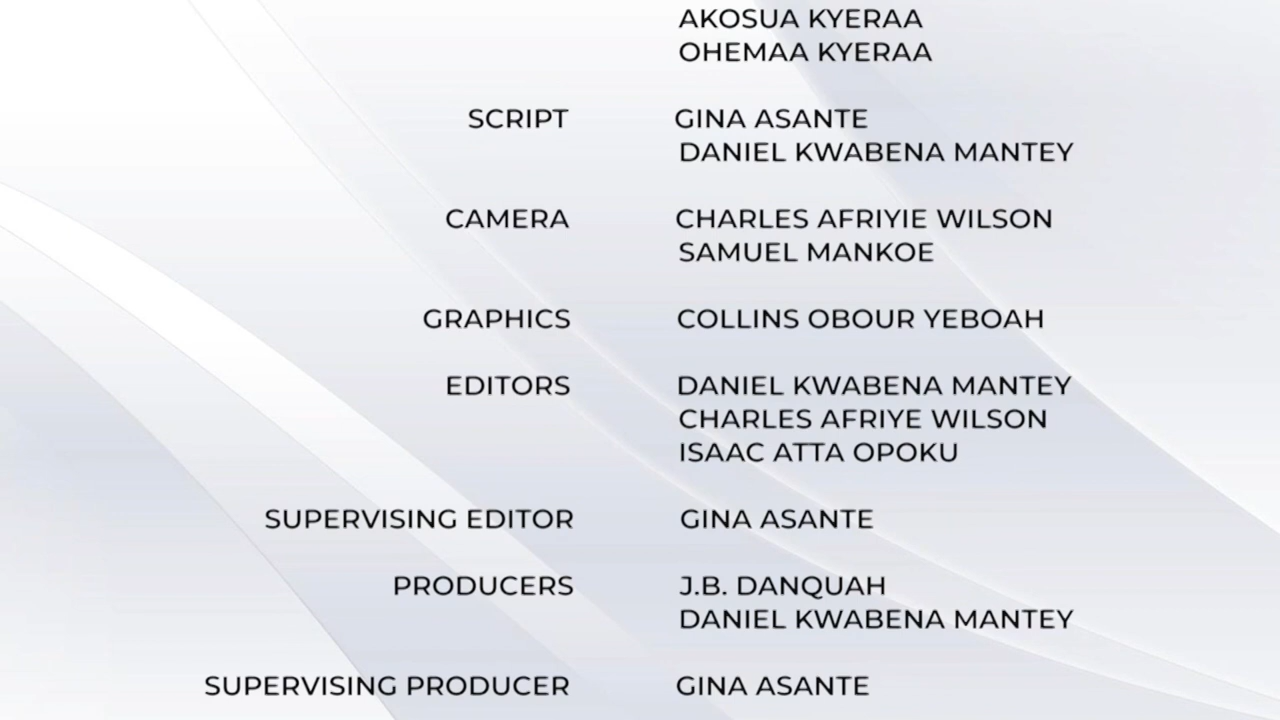 AKOSUA KYERAA
OHEMAA KYERAA
SCRIPT GINA ASANTE
DANIEL KWABENA MANTEY
CAMERA CHARLES AFRIYIE WILSON
SAMUEL MANKOE
GRAPHICS COLLINS OBOUR YEBOAH
EDITORS DANIEL KWABENA MANTEY
CHARLES AFRIYE WILSON
ISAAC ATTA OPOKU
SUPERVISING EDITOR GINA ASANTE
PRODUCERS J.B. DANQUAH
DANIEL KWABENA MANTEY
SUPERVISING PRODUCER GINA ASANTE